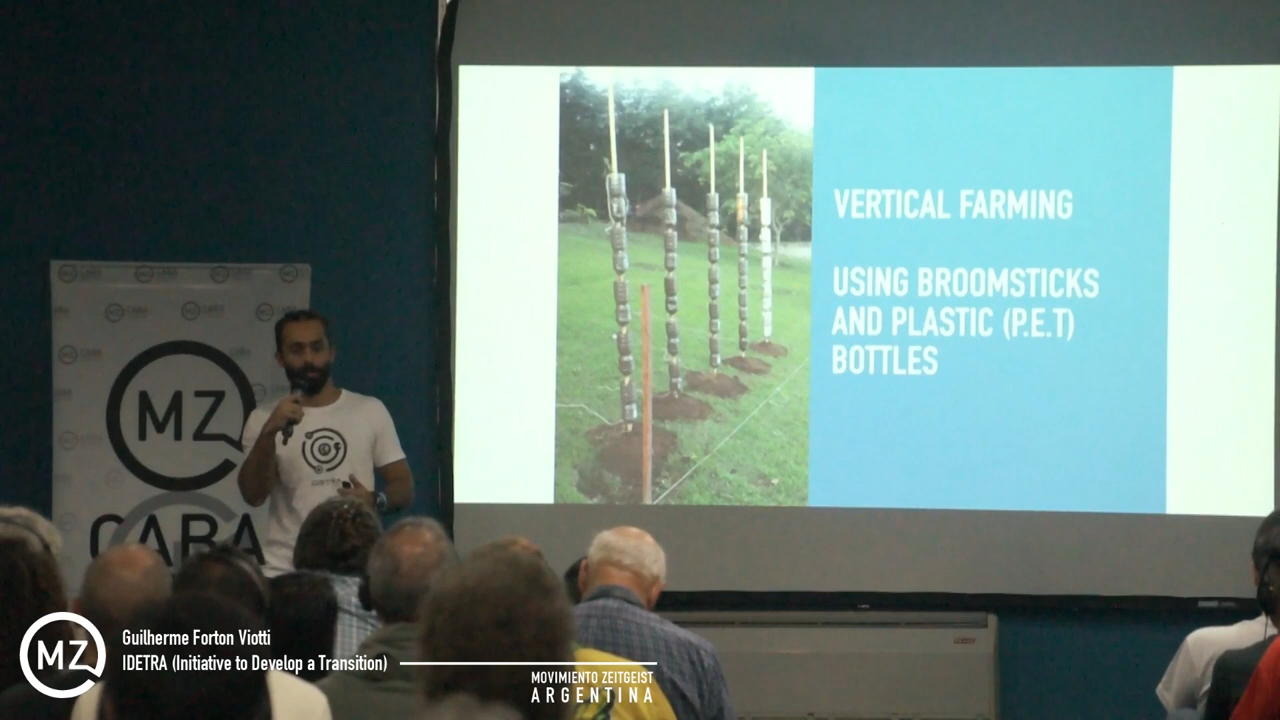 VERTICAL FARMING
USING BROOMSTICKS
AND PLASTIC (P.E.T)
BOTTLES
MZ
CABA
MZ
Guilherme Forton Viotti
IDETRA (Initiative to Develop a Transition)
MOVIMIENTO ZEITGEIST
ARGENTINA